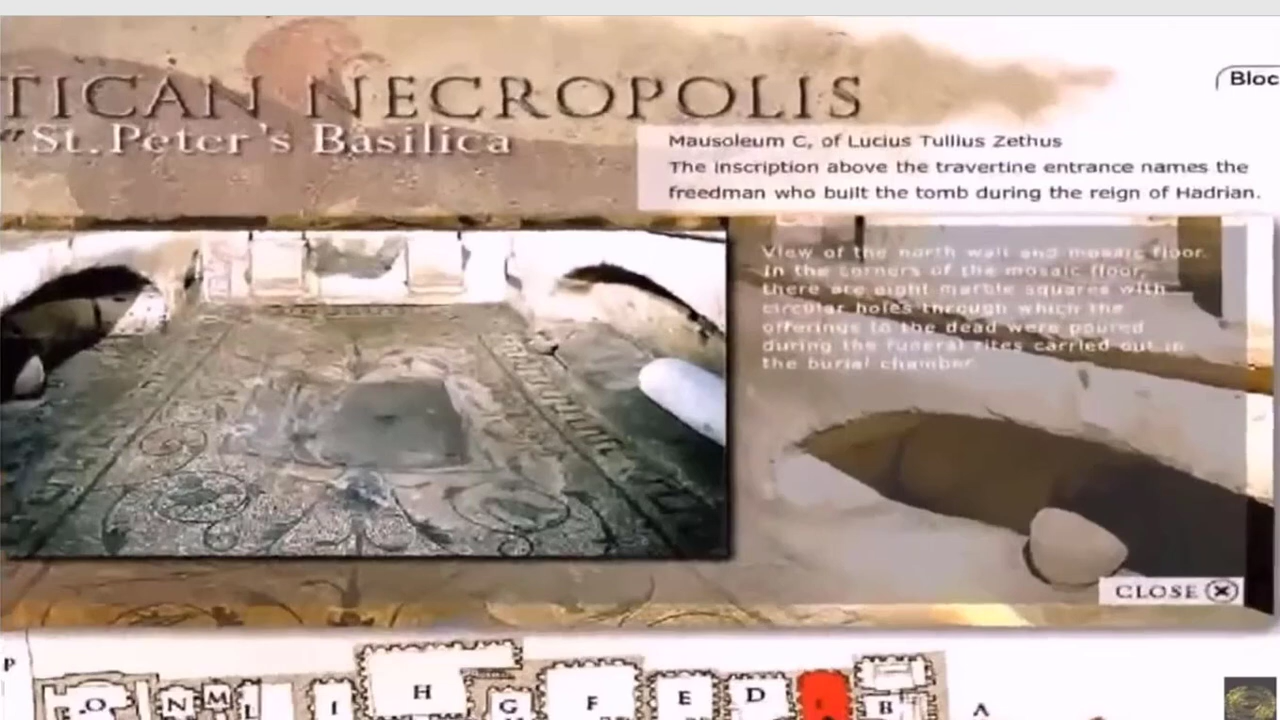 TICAN NECROPOLIS
"St. Peter's Basilica
Bloc
Mausoleum C, of Lucius Tullius Zethus
The inscription above the travertine entrance names the
freedman who built the tomb during the reign of Hadrian.
View of the north wall and mosaic floor.
In the corners of the mosaic floor,
there are eight marble squares with
circular holes through which the
offerings to the dead were poured
during the funeral rites carried out in
the burial chamber.
CLOSE
P
O N M L I H G F E D B A